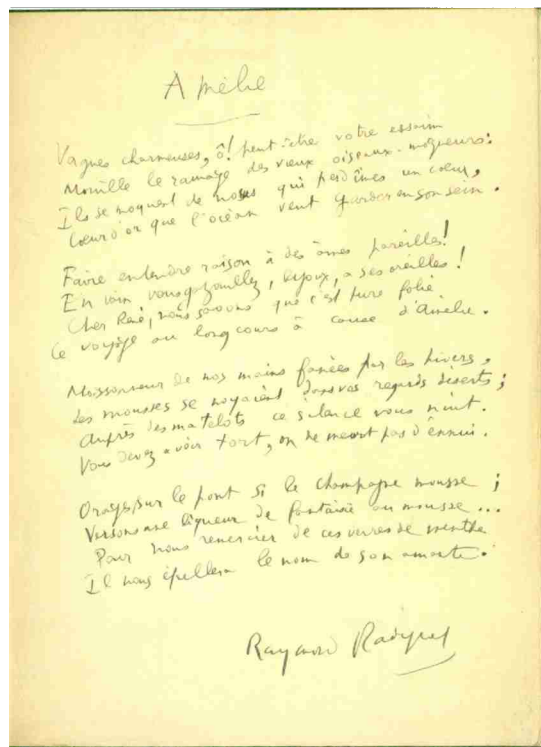 Amélie
Vagues charmeuses, ô! peut-être votre essaim
Mouille le ramage des vieux oiseaux-moqueurs:
Ils se moquent de nous qui perdîmes un cœur,
Cœur d'or que l'océan veut garder en son sein.
Faire entendre raison à des âmes pareilles!
En vain vous gazouillez, bijoux, à ses oreilles!
Cher René, nous savons que c'est pure folie
Ce voyage au long cours à cause d'Amélie.
Moissonneur de nos mains fanées par les hivers,
Les mousses se noyaient dans vos regards déserts;
Auprès des matelots ce silence vous nuit.
Vous devez avoir tort, on ne meurt pas d'ennui.
Orages, sur le pont si le champagne mousse;
Versons une liqueur de fantaisie au mousse...
Pour nous remercier de ces verres de menthe
Il nous épellera le nom de son amante.
Raymond Radiguet